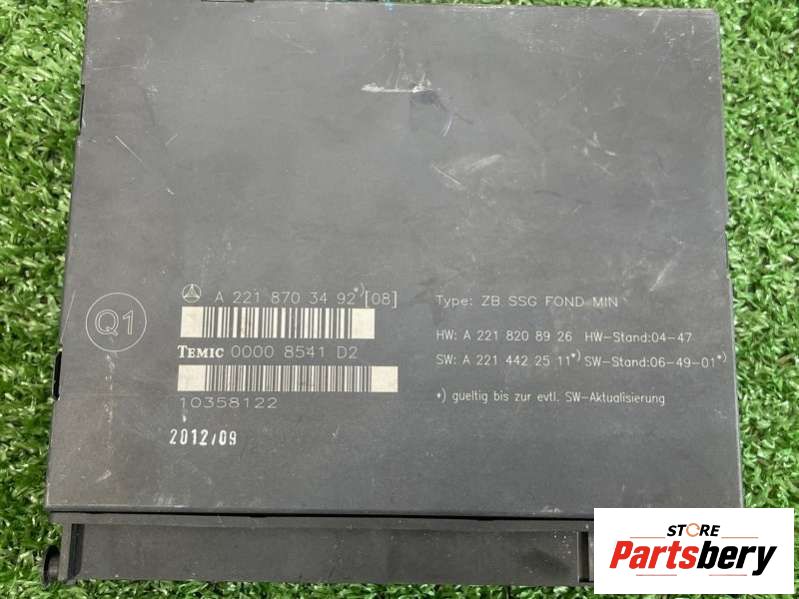 Q1
A 221 870 34 92*)[08]
TEMIC 0000 8541 D2
10358122
2012/09
Type: ZB SSG FOND MIN
HW: A 221 820 89 26 HW-Stand:04-47
SW: A 221 442 25 11*) SW-Stand:06-49-01*)
*) gueltig bis zur evtl. SW-Aktualisierung
STORE
Partsbery